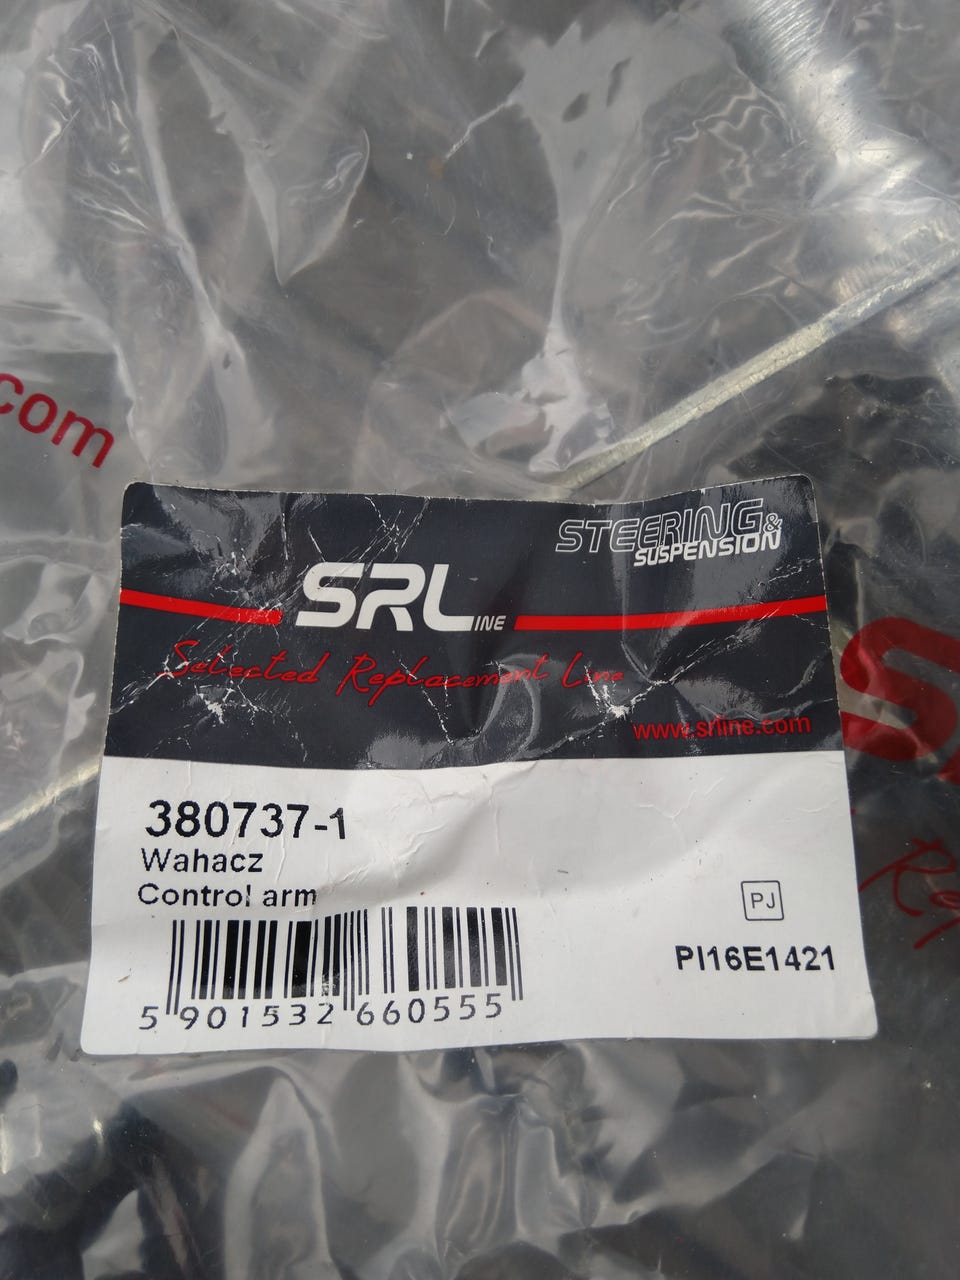 com
STEERING &
SUSPENSION
SRLINE
Selected Replacement Line
www.srline.com
380737-1
Wahacz
Control arm
PJ
PI16E1421
5 901532 660555
S
Re